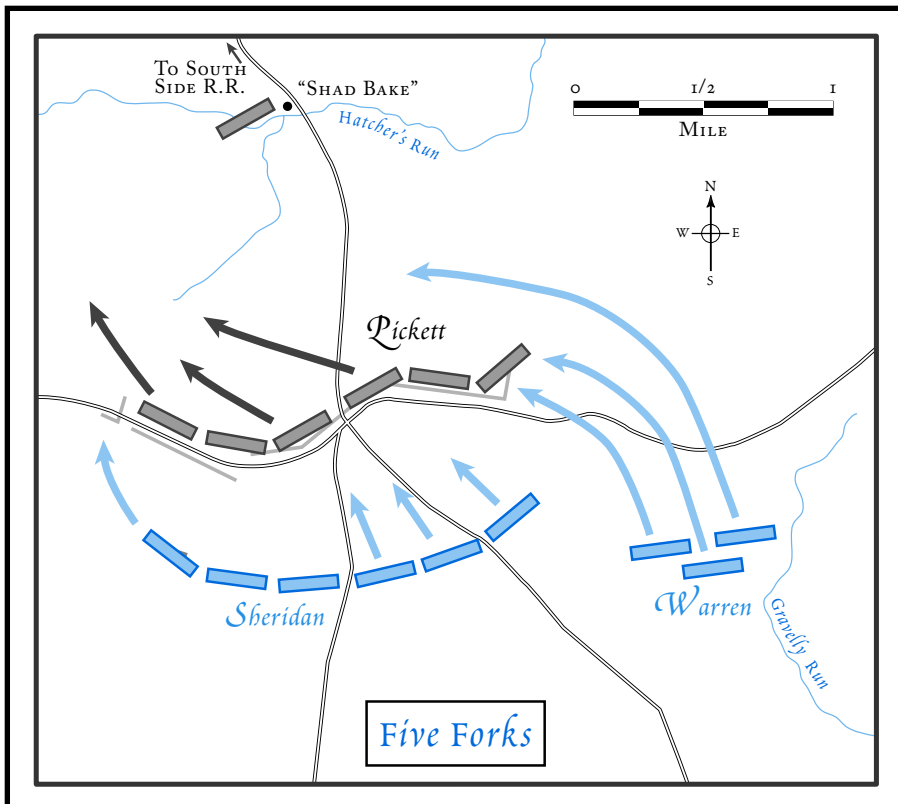 To South
Side R.R.
“Shad Bake”
Hatcher's Run
0 1/2 1
Mile
N
W E
S
Pickett
Sheridan
Warren
Gravelly Run
Five Forks